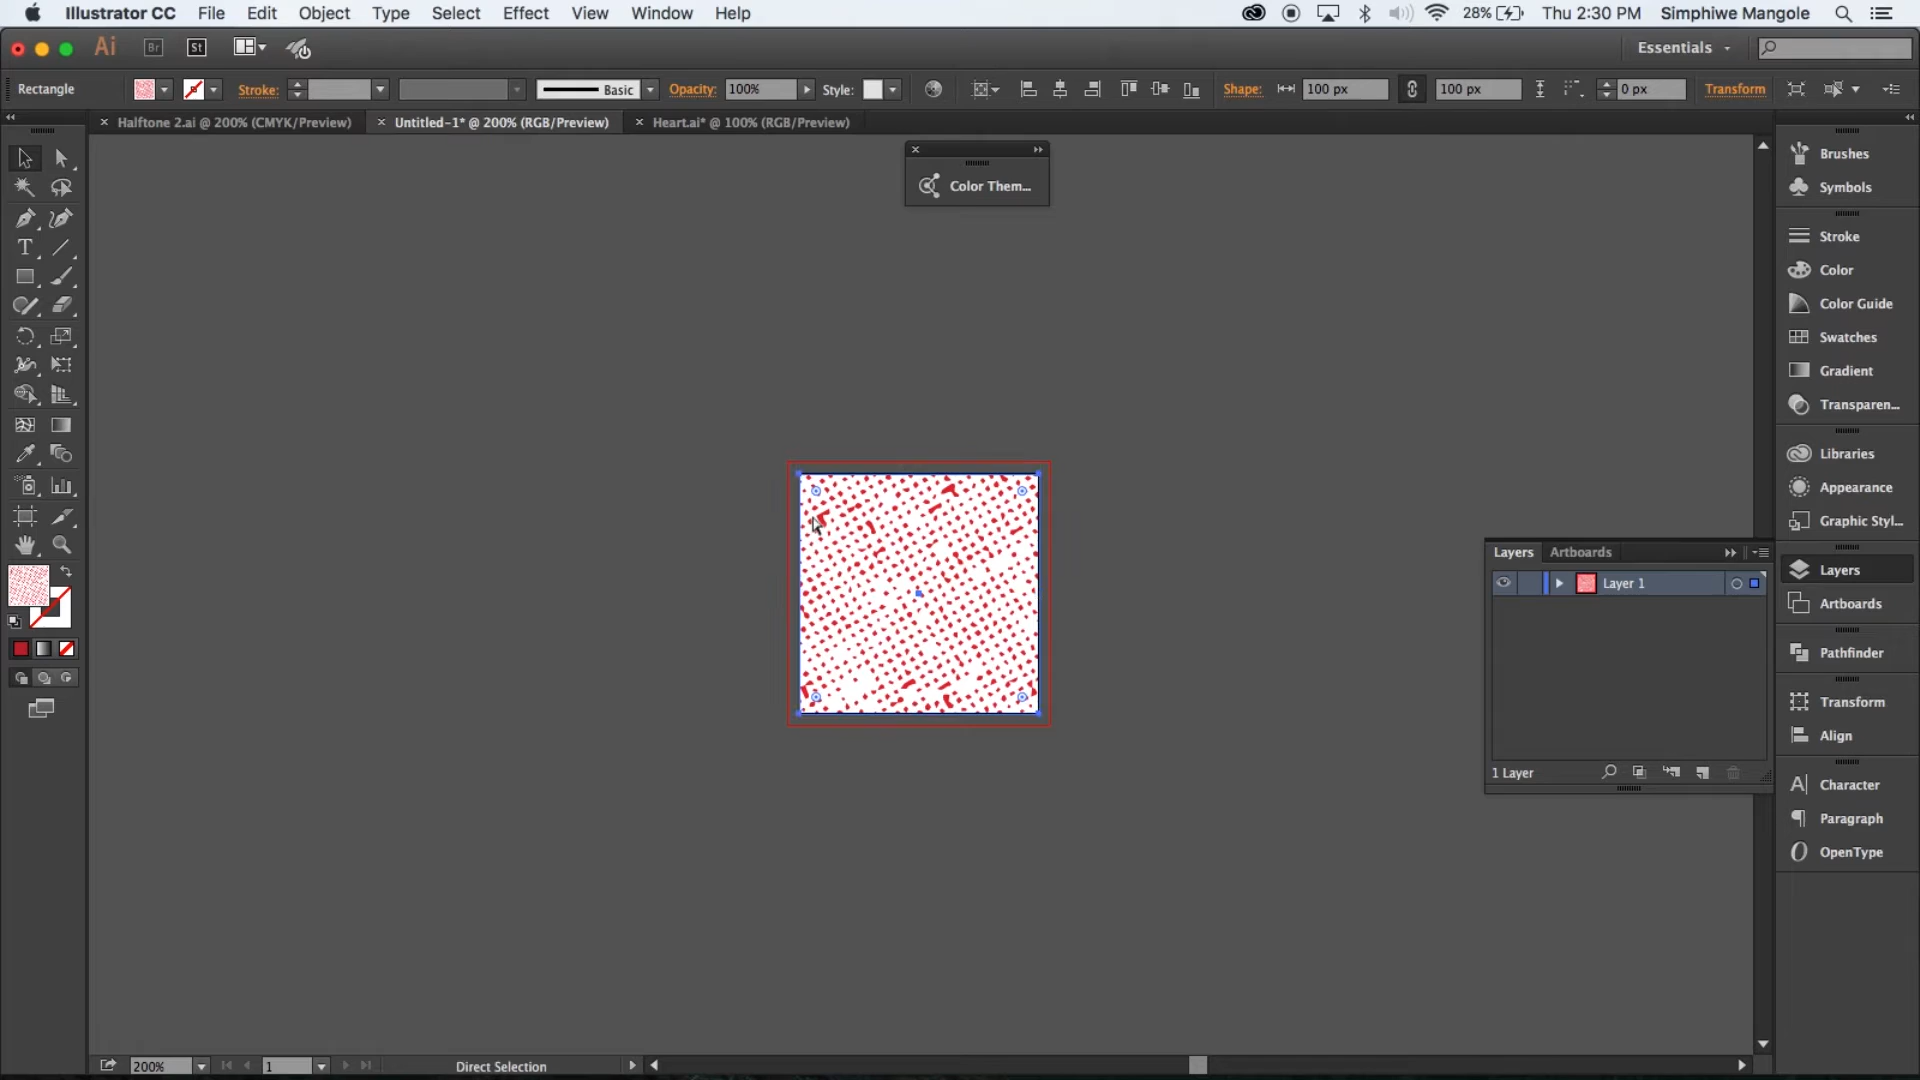 Illustrator CC File Edit Object Type Select Effect View Window Help 28% Thu 2:30 PM Simphiwe Mangole
Ai Br St Essentials
Rectangle Stroke: Basic Opacity: 100% Style: Shape: 100 px 100 px 0 px Transform
Halftone 2.ai @ 200% (CMYK/Preview) Untitled-1* @ 200% (RGB/Preview) Heart.ai* @ 100% (RGB/Preview)
Color Them...
Brushes
Symbols
Stroke
Color
Color Guide
Swatches
Gradient
Transparen...
Libraries
Appearance
Graphic Styl...
Layers
Artboards
Pathfinder
Transform
Align
Character
Paragraph
OpenType
Layers Artboards
Layer 1
1 Layer
200% 1 Direct Selection